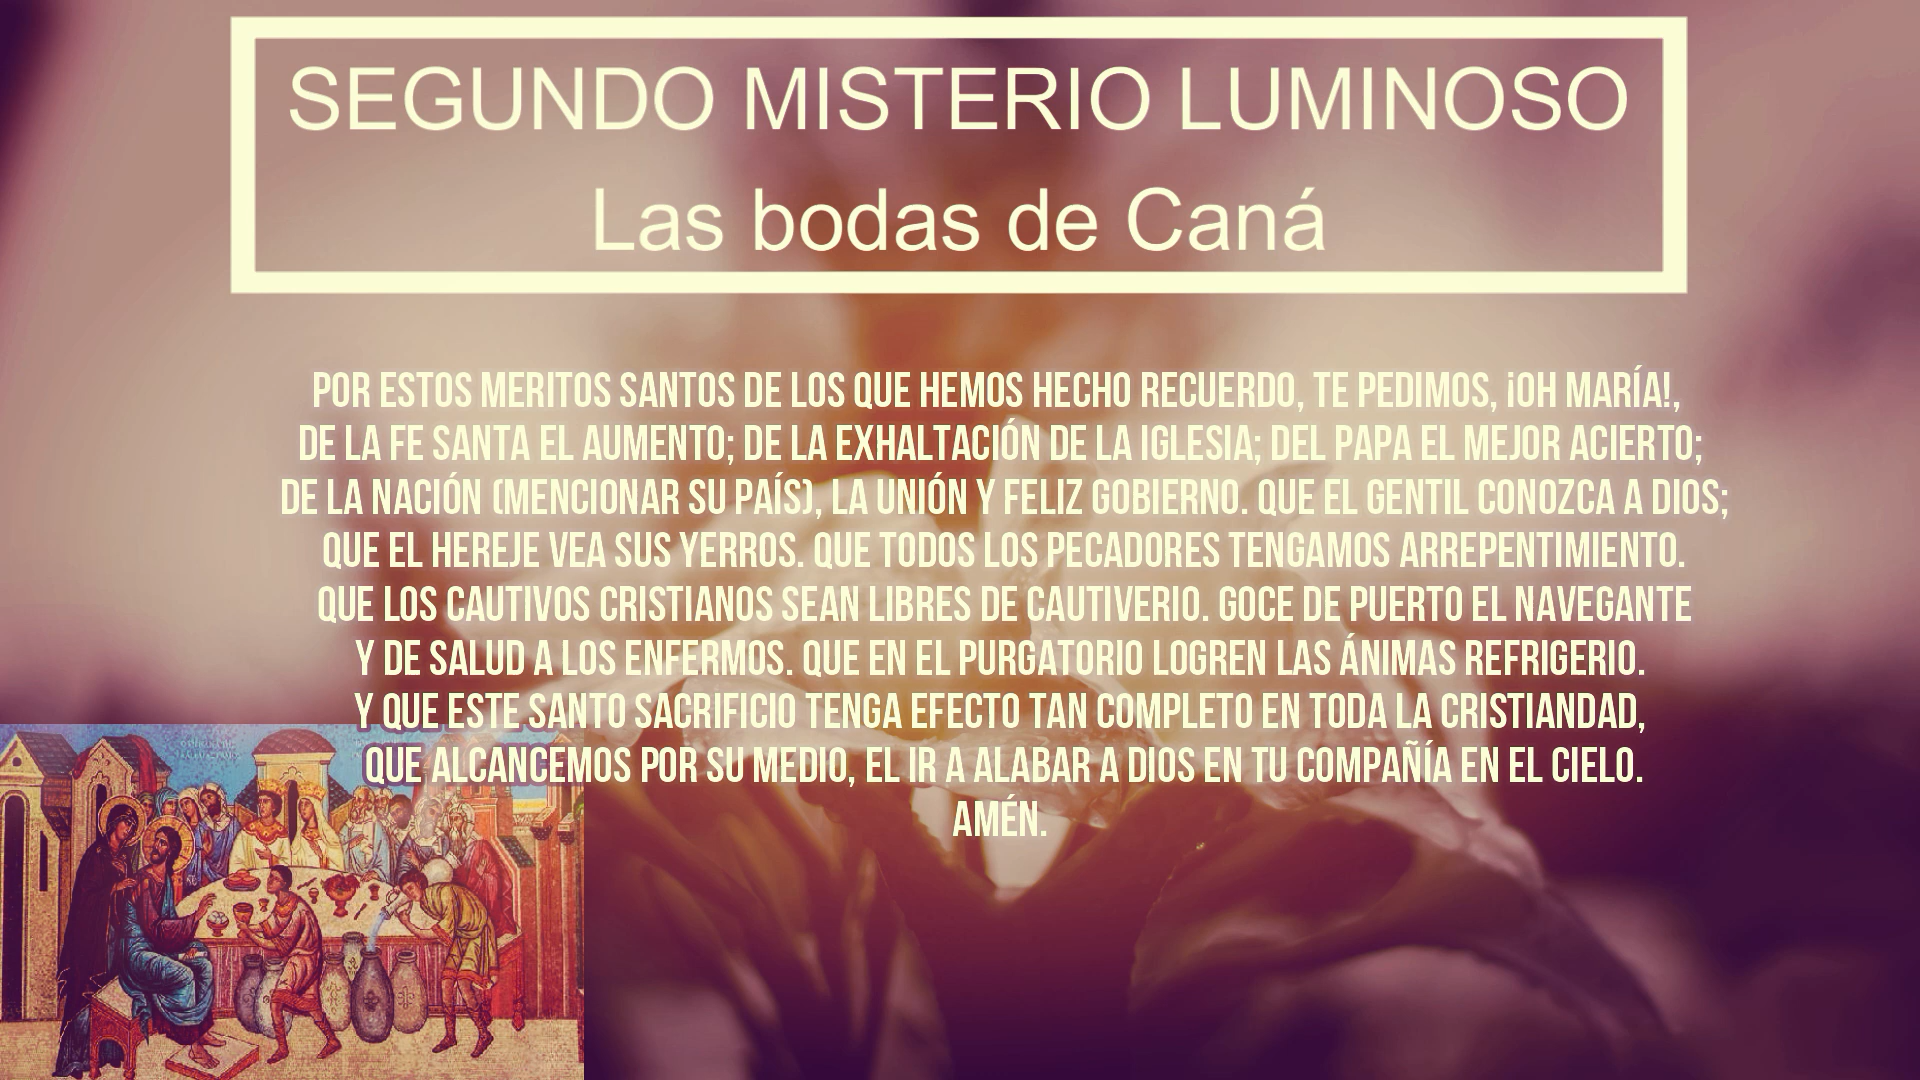 SEGUNDO MISTERIO LUMINOSO
Las bodas de Caná
POR ESTOS MERITOS SANTOS DE LOS QUE HEMOS HECHO RECUERDO, TE PEDIMOS, ¡OH MARÍA!,
DE LA FE SANTA EL AUMENTO; DE LA EXHALTACIÓN DE LA IGLESIA; DEL PAPA EL MEJOR ACIERTO;
DE LA NACIÓN (MENCIONAR SU PAÍS), LA UNIÓN Y FELIZ GOBIERNO. QUE EL GENTIL CONOZCA A DIOS;
QUE EL HEREJE VEA SUS YERROS. QUE TODOS LOS PECADORES TENGAMOS ARREPENTIMIENTO.
QUE LOS CAUTIVOS CRISTIANOS SEAN LIBRES DE CAUTIVERIO. GOCE DE PUERTO EL NAVEGANTE
Y DE SALUD A LOS ENFERMOS. QUE EN EL PURGATORIO LOGREN LAS ÁNIMAS REFRIGERIO.
Y QUE ESTE SANTO SACRIFICIO TENGA EFECTO TAN COMPLETO EN TODA LA CRISTIANDAD,
QUE ALCANCEMOS POR SU MEDIO, EL IR A ALABAR A DIOS EN TU COMPAÑÍA EN EL CIELO.
AMÉN.